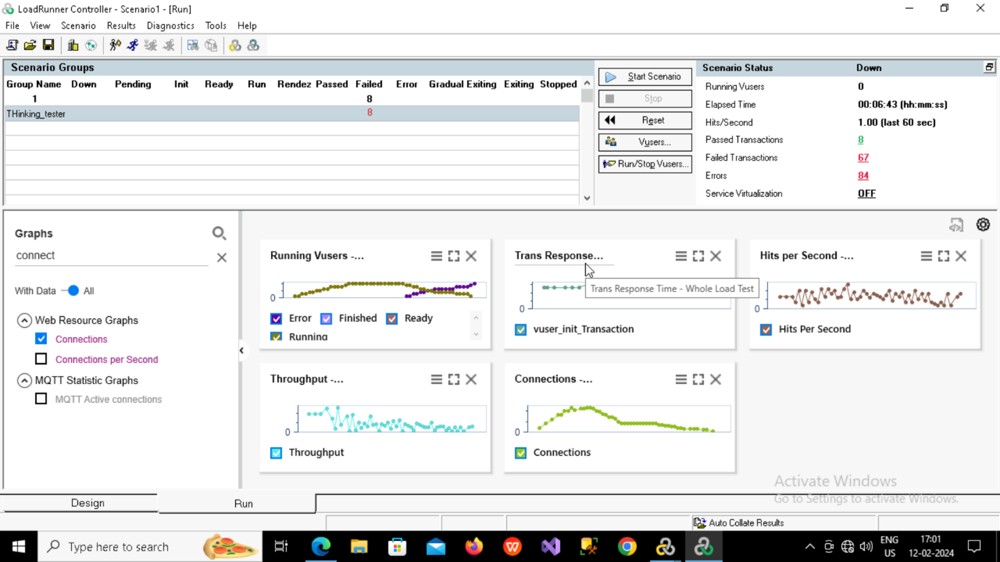 LoadRunner Controller - Scenario1 - [Run]
File View Scenario Results Diagnostics Tools Help
Scenario Groups
Group Name Down Pending Init Ready Run Rendez Passed Failed Error Gradual Exiting Exiting Stopped
1 8
THinking_tester 8
Start Scenario
Stop
Reset
Vusers...
Run/Stop Vusers...
Scenario Status Down
Running Vusers 0
Elapsed Time 00:06:43 (hh:mm:ss)
Hits/Second 1.00 (last 60 sec)
Passed Transactions 8
Failed Transactions 67
Errors 84
Service Virtualization OFF
Graphs
connect
With Data All
Web Resource Graphs
Connections
Connections per Second
MQTT Statistic Graphs
MQTT Active connections
Running Vusers -...
0
Error Finished Ready
Running
Trans Response...
Trans Response Time - Whole Load Test
0
vuser_init_Transaction
Hits per Second -...
0
Hits Per Second
Throughput -...
0
Throughput
Connections -...
0
Connections
Activate Windows
Go to Settings to activate Windows.
Design Run
Auto Collate Results
Type here to search
ENG
US
17:01
12-02-2024